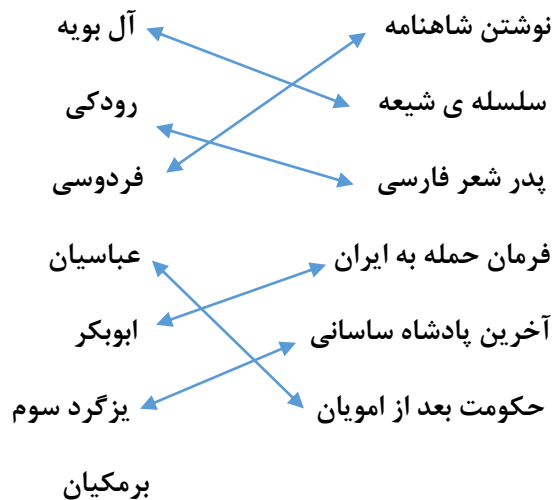 نوشتن شاهنامه آل بویه
سلسله ی شیعه رودکی
پدر شعر فارسی فردوسی
فرمان حمله به ایران عباسیان
آخرین پادشاه ساسانی ابوبکر
حکومت بعد از امویان یزگرد سوم
برمکیان